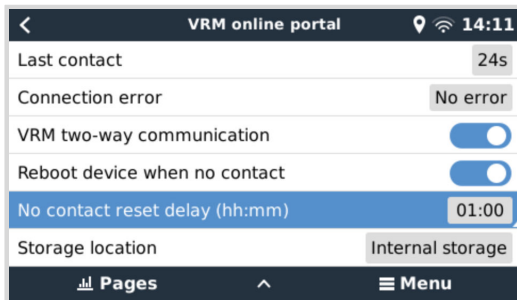 VRM online portal 14:11
Last contact 24s
Connection error No error
VRM two-way communication
Reboot device when no contact
No contact reset delay (hh:mm) 01:00
Storage location Internal storage
Pages Menu